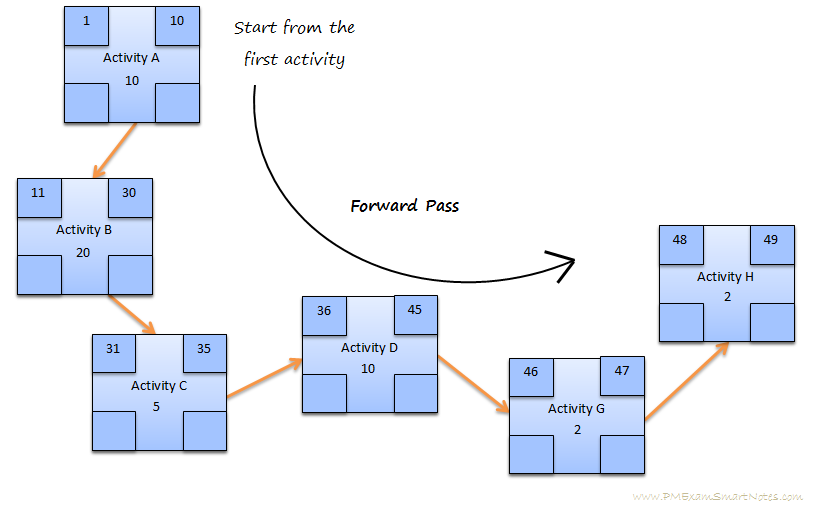 1 10
Activity A
10
Start from the
first activity
11 30
Activity B
20
Forward Pass
48 49
Activity H
2
36 45
Activity D
10
31 35
Activity C
5
46 47
Activity G
2
www.PMExamSmartNotes.com